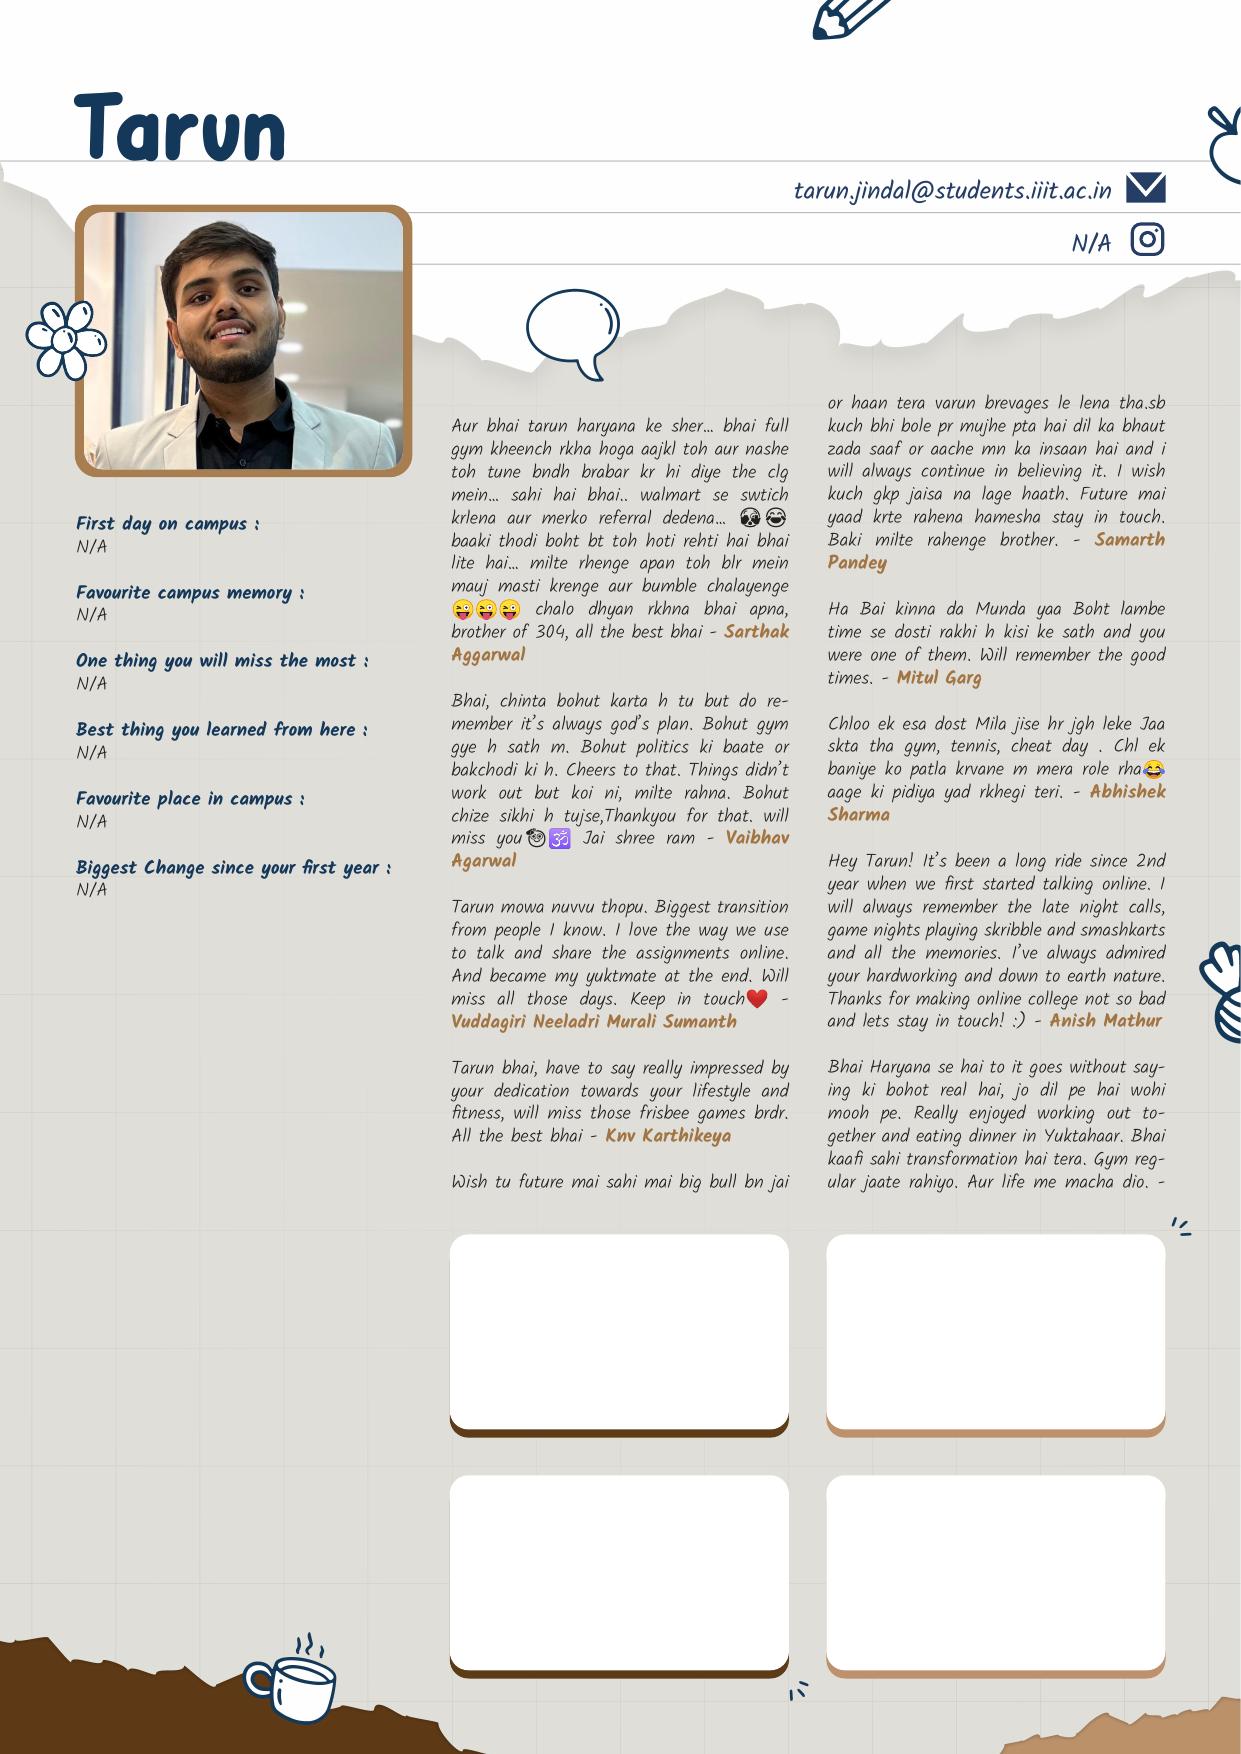 Tarun
tarun.jindal@students.iiit.ac.in
N/A
First day on campus :
N/A
Favourite campus memory :
N/A
One thing you will miss the most :
N/A
Best thing you learned from here :
N/A
Favourite place in campus :
N/A
Biggest Change since your first year :
N/A
Aur bhai tarun haryana ke sher... bhai full
gym kheench rkha hoga aajkl toh aur nashe
toh tune bndh brabar kr hi diye the clg
mein... sahi hai bhai.. walmart se swtich
krlena aur merko referral dedena... 🫣😂
baaki thodi boht bt toh hoti rehti hai bhai
lite hai... milte rhenge apan toh blr mein
mauj masti krenge aur bumble chalayenge
😜😜😜 chalo dhyan rkhna bhai apna,
brother of 304, all the best bhai - Sarthak
Aggarwal
Bhai, chinta bohut karta h tu but do re-
member it's always god's plan. Bohut gym
gye h sath m. Bohut politics ki baate or
bakchodi ki h. Cheers to that. Things didn't
work out but koi ni, milte rahna. Bohut
chize sikhi h tujse,Thankyou for that. will
miss you🫡🕉 Jai shree ram - Vaibhav
Agarwal
Tarun mowa nuvvu thopu. Biggest transition
from people I know. I love the way we use
to talk and share the assignments online.
And became my yuktmate at the end. Will
miss all those days. Keep in touch❤️ -
Vuddagiri Neeladri Murali Sumanth
Tarun bhai, have to say really impressed by
your dedication towards your lifestyle and
fitness, will miss those frisbee games brdr.
All the best bhai - Knv Karthikeya
Wish tu future mai sahi mai big bull bn jai
or haan tera varun brevages le lena tha.sb
kuch bhi bole pr mujhe pta hai dil ka bhaut
zada saaf or aache mn ka insaan hai and i
will always continue in believing it. I wish
kuch gkp jaisa na lage haath. Future mai
yaad krte rahena hamesha stay in touch.
Baki milte rahenge brother. - Samarth
Pandey
Ha Bai kinna da Munda yaa Boht lambe
time se dosti rakhi h kisi ke sath and you
were one of them. Will remember the good
times. - Mitul Garg
Chloo ek esa dost Mila jise hr jgh leke Jaa
skta tha gym, tennis, cheat day . Chl ek
baniye ko patla krvane m mera role rha😂
aage ki pidiya yad rkhegi teri. - Abhishek
Sharma
Hey Tarun! It's been a long ride since 2nd
year when we first started talking online. I
will always remember the late night calls,
game nights playing skribble and smashkarts
and all the memories. I've always admired
your hardworking and down to earth nature.
Thanks for making online college not so bad
and lets stay in touch! :) - Anish Mathur
Bhai Haryana se hai to it goes without say-
ing ki bohot real hai, jo dil pe hai wohi
mooh pe. Really enjoyed working out to-
gether and eating dinner in Yuktahaar. Bhai
kaafi sahi transformation hai tera. Gym reg-
ular jaate rahiyo. Aur life me macha dio. -